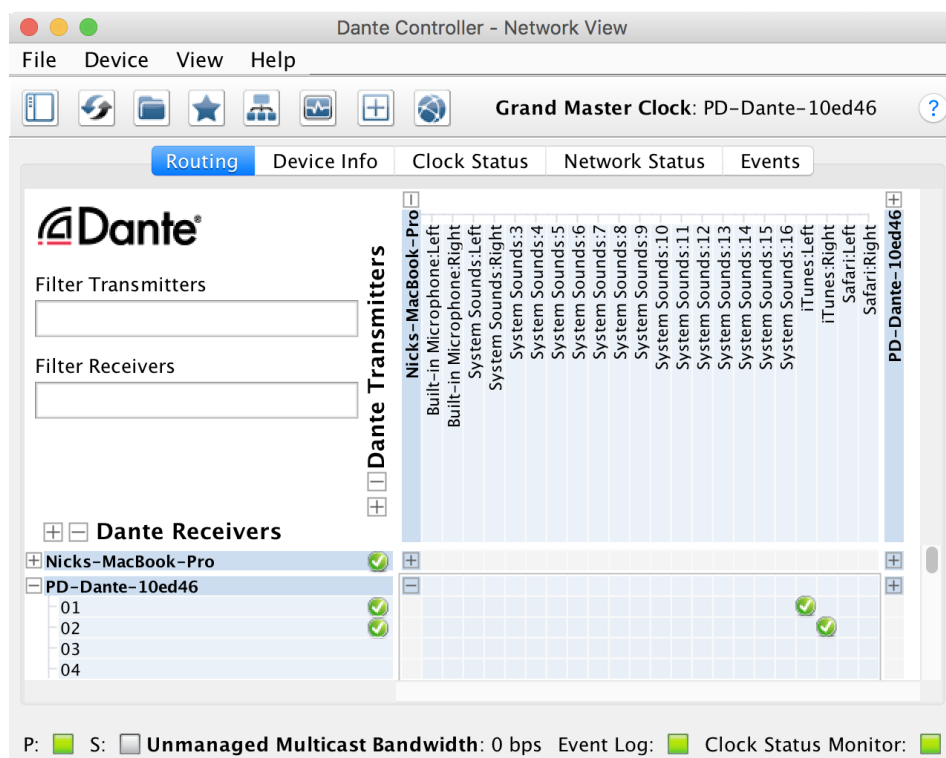 Dante Controller - Network View
File Device View Help
Grand Master Clock: PD-Dante-10ed46 ?
Routing Device Info Clock Status Network Status Events
Dante®
Filter Transmitters
Filter Receivers
Dante Transmitters
Nicks-MacBook-Pro
Built-in Microphone:Left
Built-in Microphone:Right
System Sounds:Left
System Sounds:Right
System Sounds:3
System Sounds:4
System Sounds:5
System Sounds:6
System Sounds:7
System Sounds:8
System Sounds:9
System Sounds:10
System Sounds:11
System Sounds:12
System Sounds:13
System Sounds:14
System Sounds:15
System Sounds:16
iTunes:Left
iTunes:Right
Safari:Left
Safari:Right
PD-Dante-10ed46
Dante Receivers
Nicks-MacBook-Pro
PD-Dante-10ed46
01
02
03
04
P: S: Unmanaged Multicast Bandwidth: 0 bps Event Log: Clock Status Monitor: